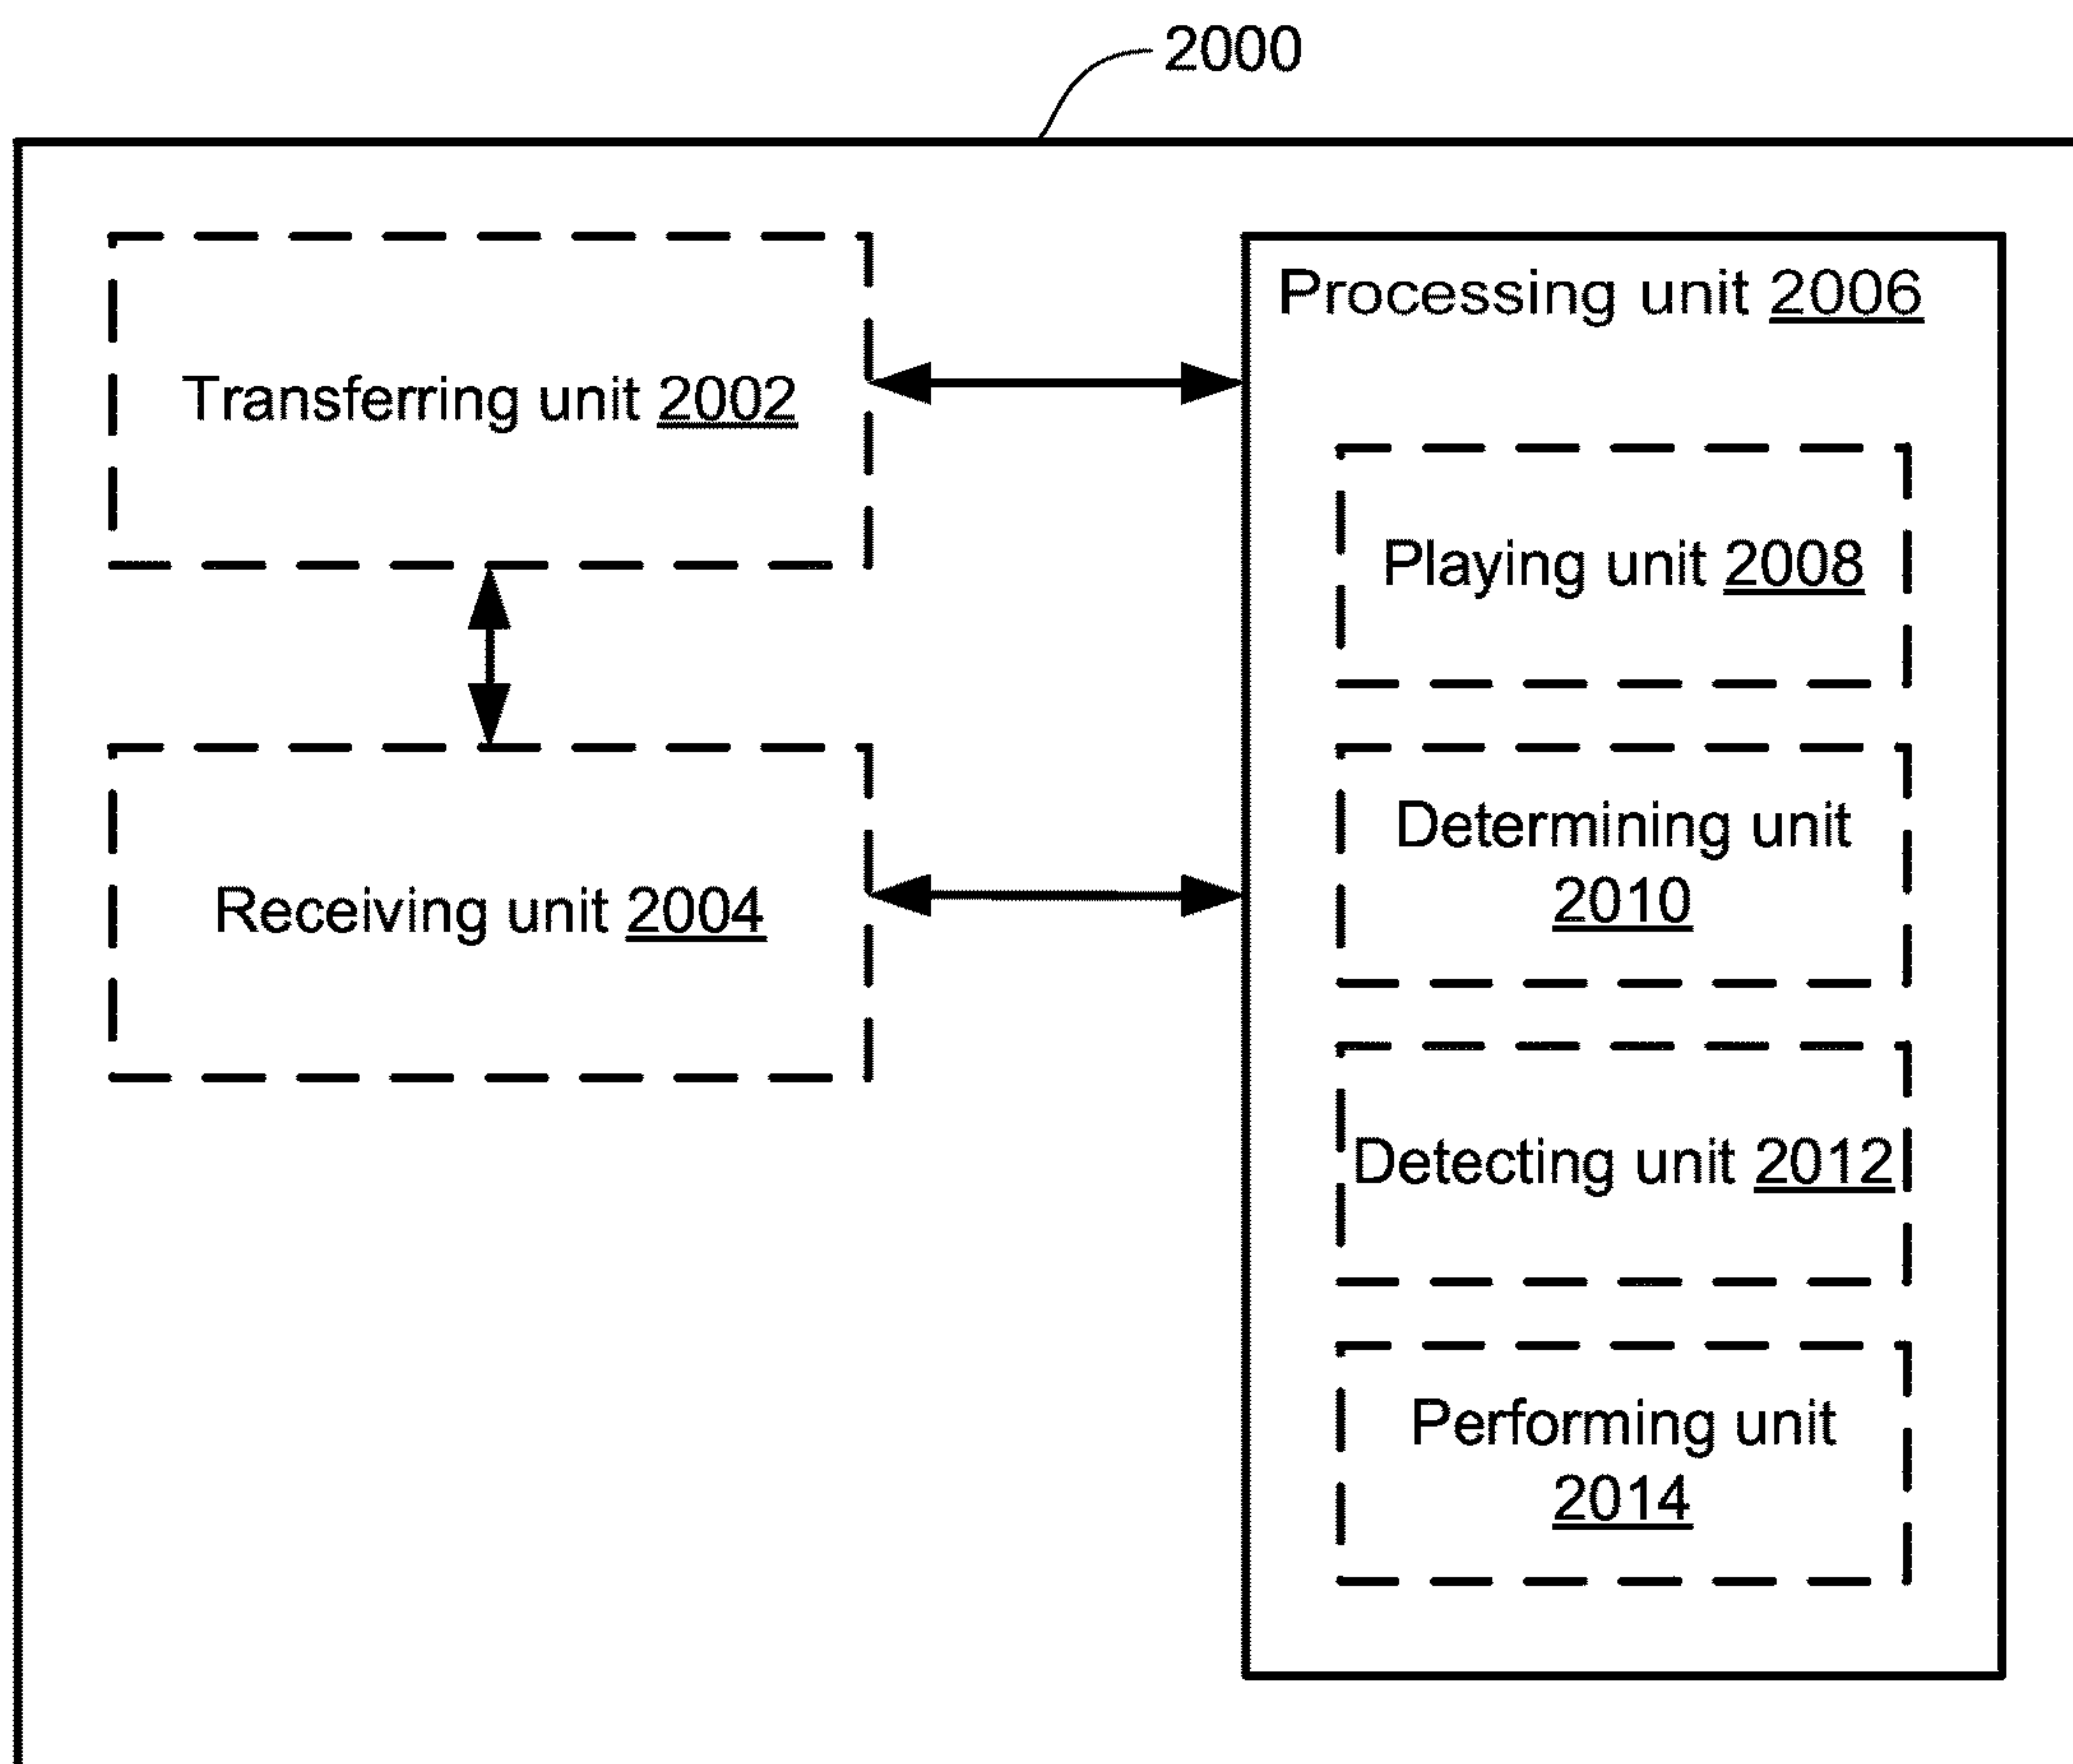 2000
Processing unit 2006
Transferring unit 2002
Playing unit 2008
Determining unit
2010
Receiving unit 2004
Detecting unit 2012
Performing unit
2014